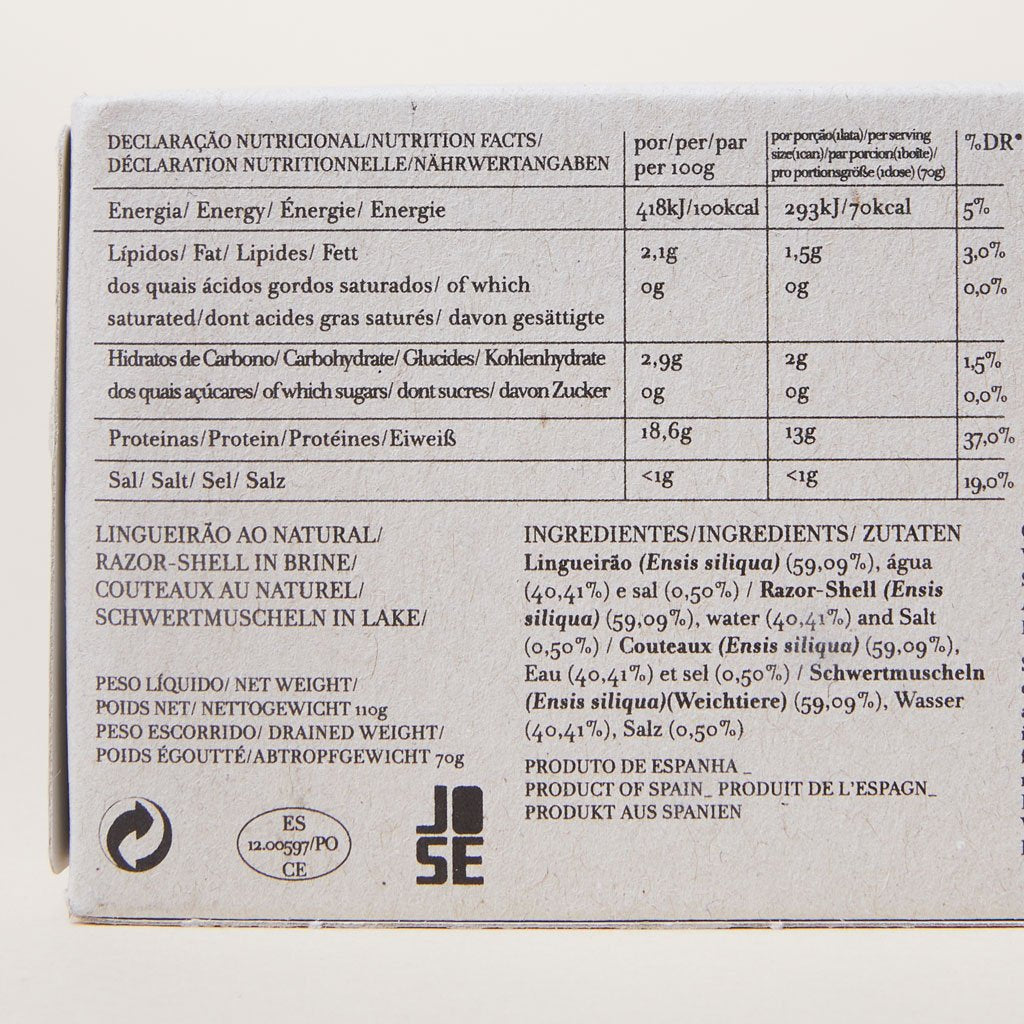 DECLARAÇÃO NUTRICIONAL/NUTRITION FACTS/
DÉCLARATION NUTRITIONNELLE/NÄHRWERTANGABEN
por/per/par
per 100g
por porção(1lata)/per serving
size(1can)/par porcion(1boîte)/
pro portionsgröße (1dose) (70g)
%DR*
Energia/ Energy/ Énergie/ Energie 418kJ/100kcal 293kJ/70kcal 5%
Lípidos/ Fat/ Lipides/ Fett 2,1g 1,5g 3,0%
dos quais ácidos gordos saturados/ of which 0g 0g 0,0%
saturated/dont acides gras saturés/ davon gesättigte
Hidratos de Carbono/ Carbohydrate/ Glucides/ Kohlenhydrate 2,9g 2g 1,5%
dos quais açúcares/ of which sugars/ dont sucres/ davon Zucker 0g 0g 0,0%
Proteinas/Protein/Protéines/Eiweiß 18,6g 13g 37,0%
Sal/ Salt/ Sel/ Salz <1g <1g 19,0%
LINGUEIRÃO AO NATURAL/
RAZOR-SHELL IN BRINE/
COUTEAUX AU NATUREL/
SCHWERTMUSCHELN IN LAKE/
PESO LÍQUIDO/ NET WEIGHT/
POIDS NET/ NETTOGEWICHT 110g
PESO ESCORRIDO/ DRAINED WEIGHT/
POIDS ÉGOUTTÉ/ABTROPFGEWICHT 70g
ES
12.00597/PO
CE
JO
SE
INGREDIENTES/INGREDIENTS/ ZUTATEN
Lingueirão (Ensis siliqua) (59,09%), água
(40,41%) e sal (0,50%) / Razor-Shell (Ensis
siliqua) (59,09%), water (40,41%) and Salt
(0,50%) / Couteaux (Ensis siliqua) (59,09%),
Eau (40,41%) et sel (0,50%) / Schwertmuscheln
(Ensis siliqua)(Weichtiere) (59,09%), Wasser
(40,41%), Salz (0,50%)
PRODUTO DE ESPANHA _
PRODUCT OF SPAIN_ PRODUIT DE L'ESPAGN_
PRODUKT AUS SPANIEN